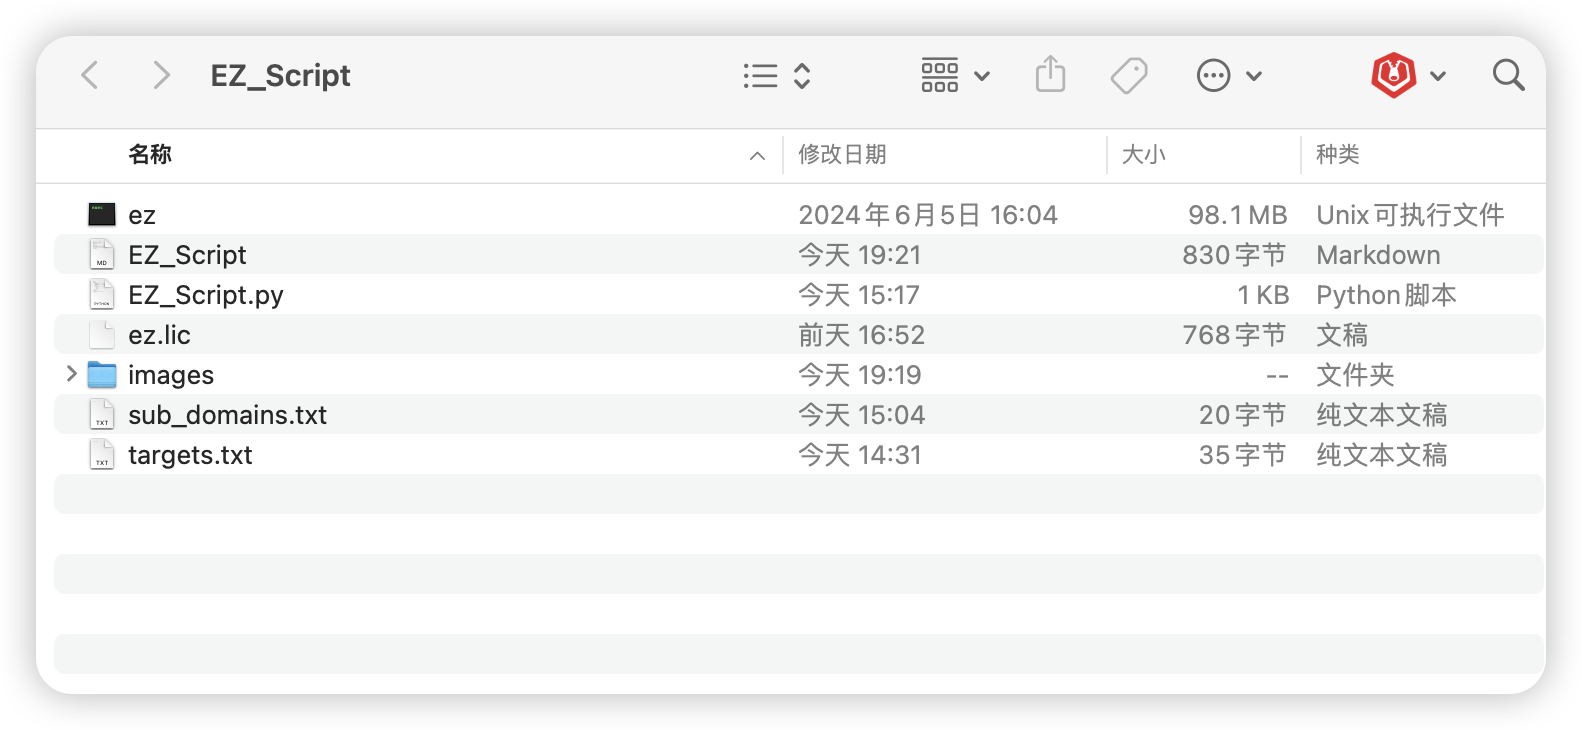 EZ_Script
名称 修改日期 大小 种类
ez 2024年6月5日 16:04 98.1 MB Unix可执行文件
EZ_Script 今天 19:21 830字节 Markdown
EZ_Script.py 今天 15:17 1 KB Python脚本
ez.lic 前天 16:52 768字节 文稿
images 今天 19:19 -- 文件夹
sub_domains.txt 今天 15:04 20字节 纯文本文稿
targets.txt 今天 14:31 35字节 纯文本文稿